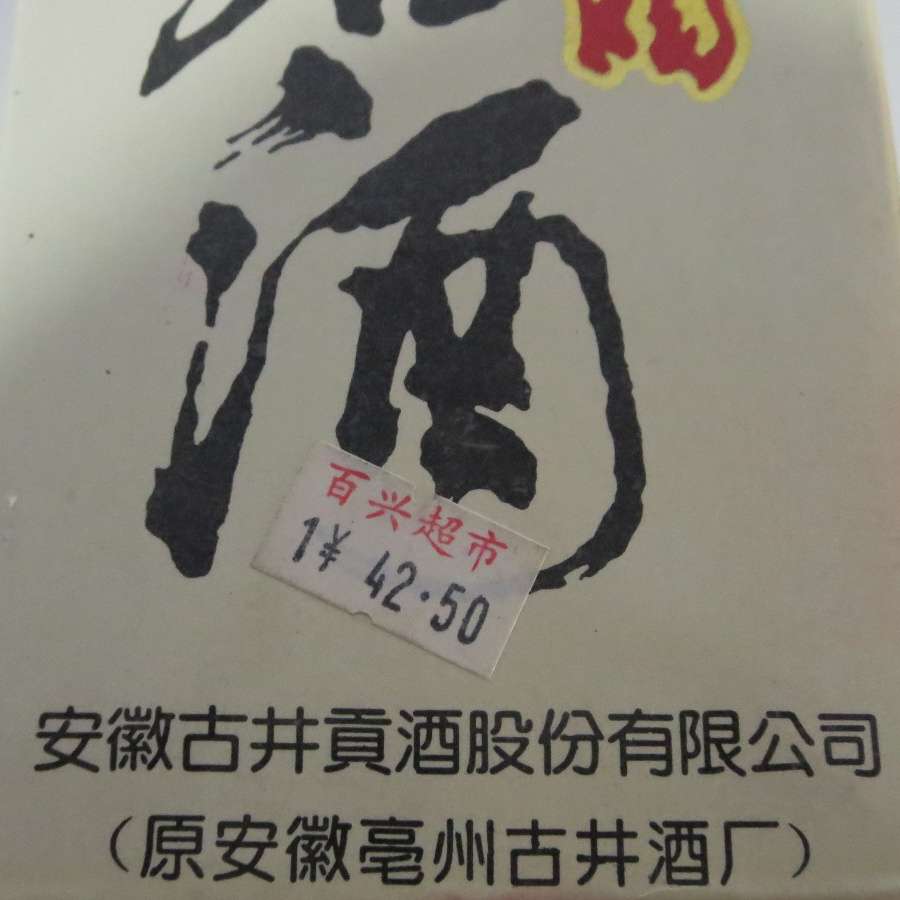 酒
百兴超市
1¥ 42.50
安徽古井貢酒股份有限公司
（原安徽亳州古井酒厂）